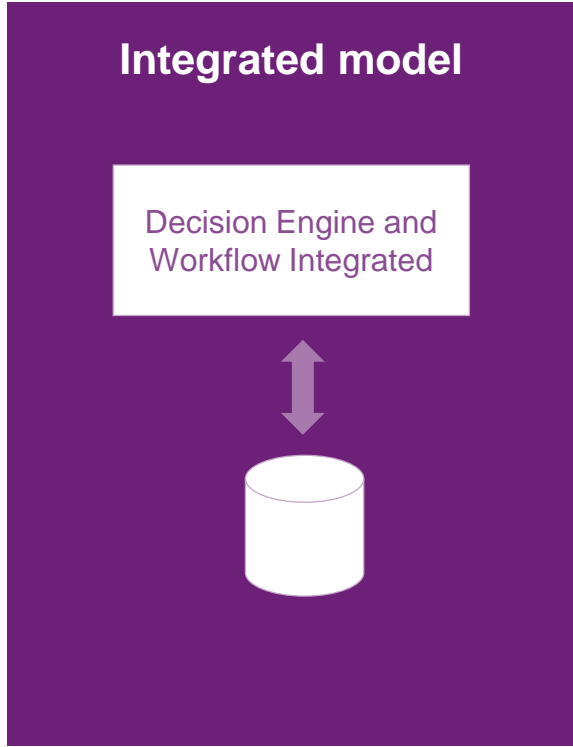 Integrated model
Decision Engine and
Workflow Integrated